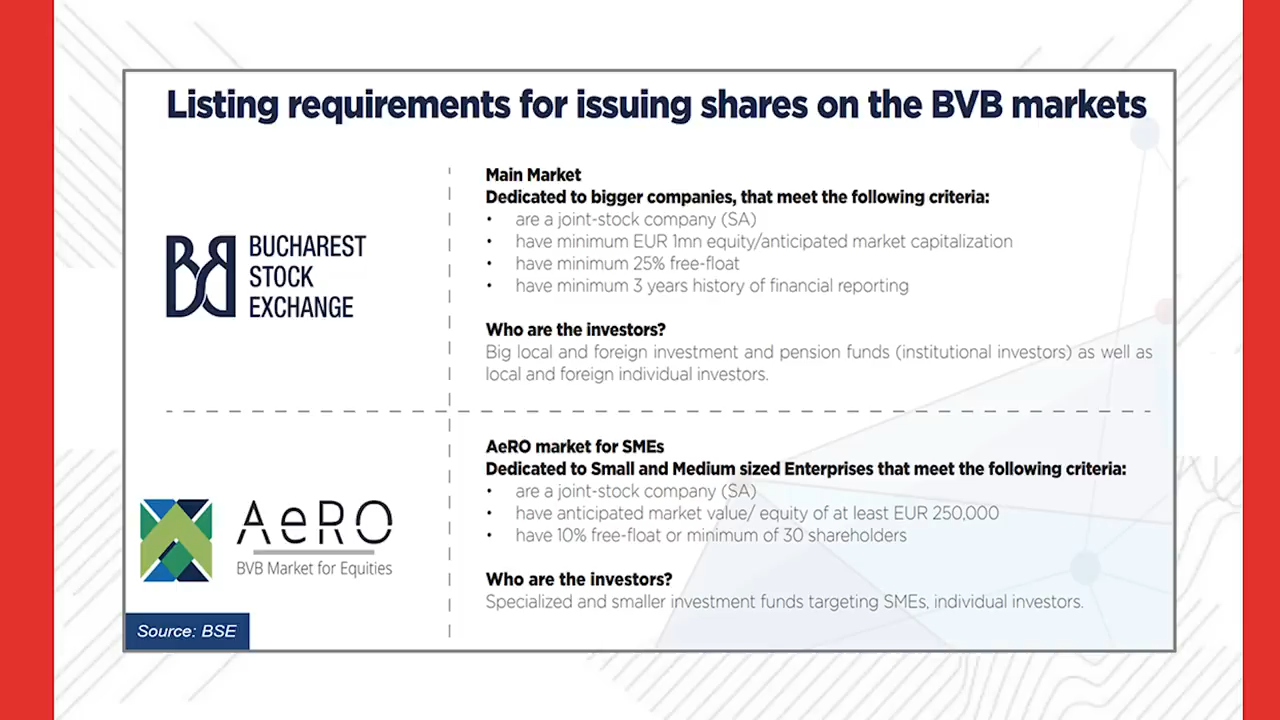 Listing requirements for issuing shares on the BVB markets
BUCHAREST
STOCK
EXCHANGE
Main Market
Dedicated to bigger companies, that meet the following criteria:
• are a joint-stock company (SA)
• have minimum EUR 1mn equity/anticipated market capitalization
• have minimum 25% free-float
• have minimum 3 years history of financial reporting
Who are the investors?
Big local and foreign investment and pension funds (institutional investors) as well as
local and foreign individual investors.
AeRO
BVB Market for Equities
AeRO market for SMEs
Dedicated to Small and Medium sized Enterprises that meet the following criteria:
• are a joint-stock company (SA)
• have anticipated market value/ equity of at least EUR 250,000
• have 10% free-float or minimum of 30 shareholders
Who are the investors?
Specialized and smaller investment funds targeting SMEs, individual investors.
Source: BSE